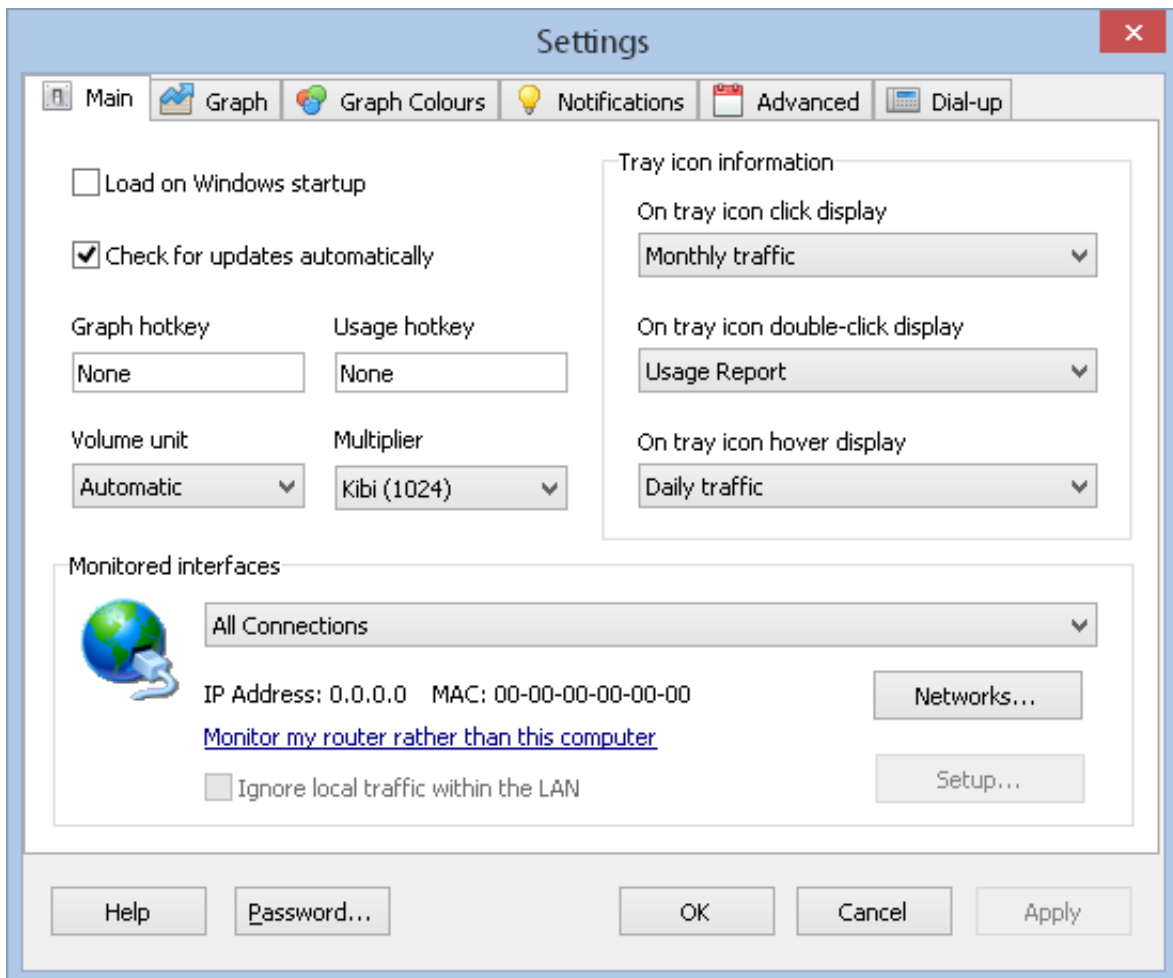 Settings
Main Graph Graph Colours Notifications Advanced Dial-up
Load on Windows startup
Check for updates automatically
Graph hotkey Usage hotkey
None None
Volume unit Multiplier
Automatic Kibi (1024)
Tray icon information
On tray icon click display
Monthly traffic
On tray icon double-click display
Usage Report
On tray icon hover display
Daily traffic
Monitored interfaces
All Connections
IP Address: 0.0.0.0 MAC: 00-00-00-00-00-00
Networks...
Monitor my router rather than this computer
Ignore local traffic within the LAN
Setup...
Help Password... OK Cancel Apply